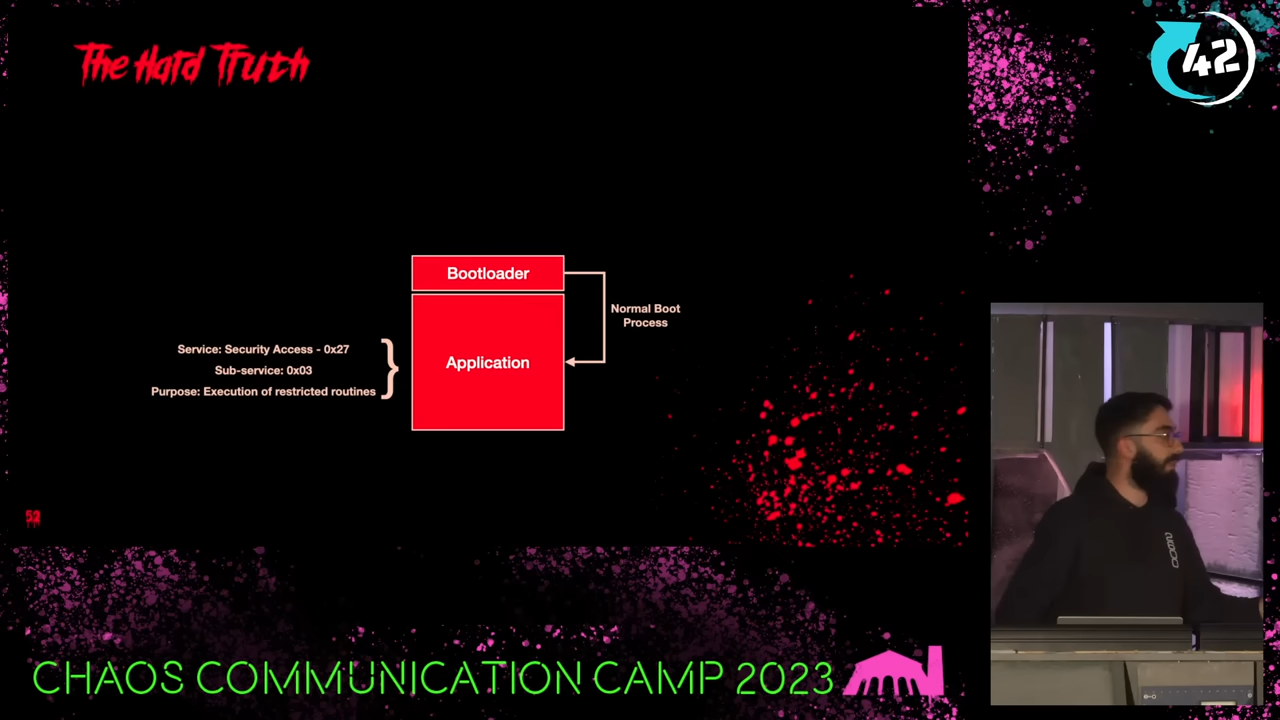 The Hard Truth
42
Bootloader
Normal Boot
Process
Service: Security Access - 0x27
Sub-service: 0x03
Purpose: Execution of restricted routines
Application
52
CHAOS COMMUNICATION CAMP 2023